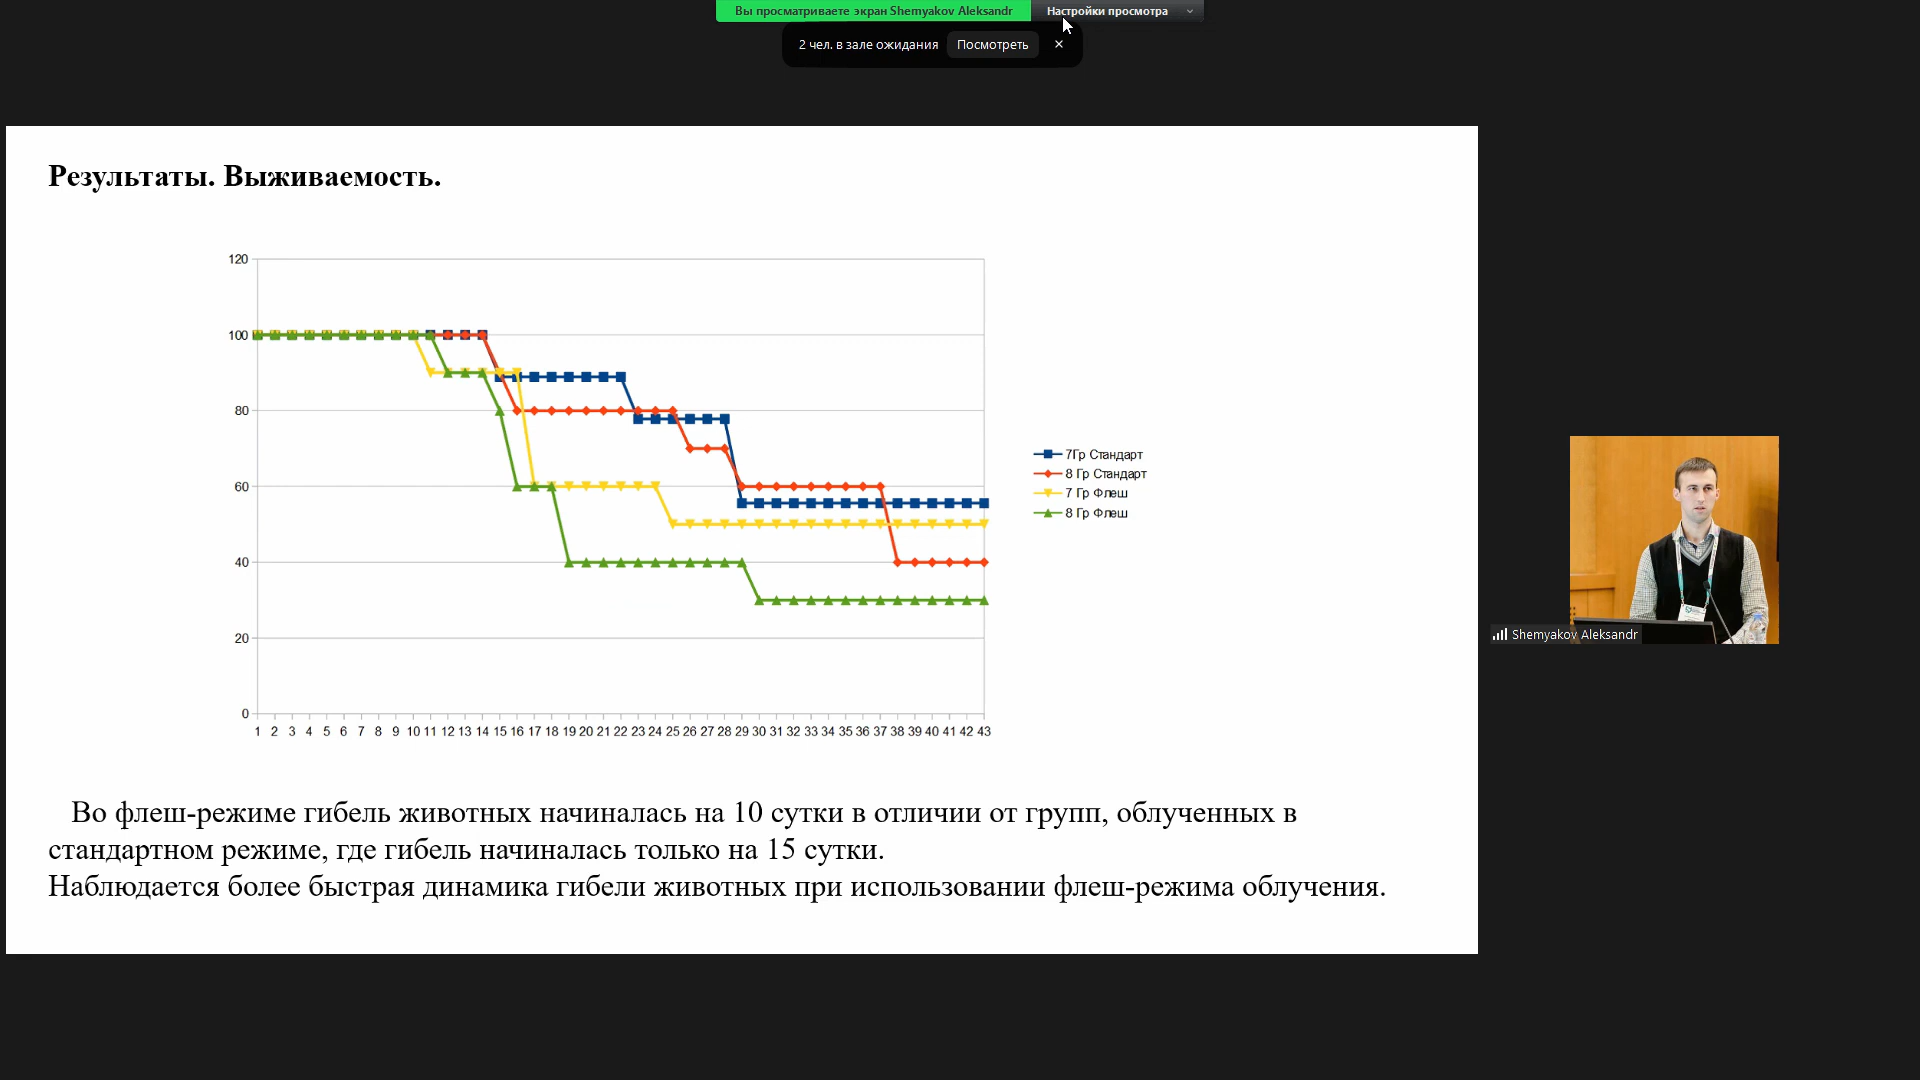 Вы просматриваете экран Shemyakov Aleksandr
Настройки просмотра
2 чел. в зале ожидания
Посмотреть
Результаты. Выживаемость.
120
100
80
60
40
20
0
1 2 3 4 5 6 7 8 9 10 11 12 13 14 15 16 17 18 19 20 21 22 23 24 25 26 27 28 29 30 31 32 33 34 35 36 37 38 39 40 41 42 43
7Гр Стандарт
8 Гр Стандарт
7 Гр Флеш
8 Гр Флеш
Во флеш-режиме гибель животных начиналась на 10 сутки в отличии от групп, облученных в
стандартном режиме, где гибель начиналась только на 15 сутки.
Наблюдается более быстрая динамика гибели животных при использовании флеш-режима облучения.
Shemyakov Aleksandr